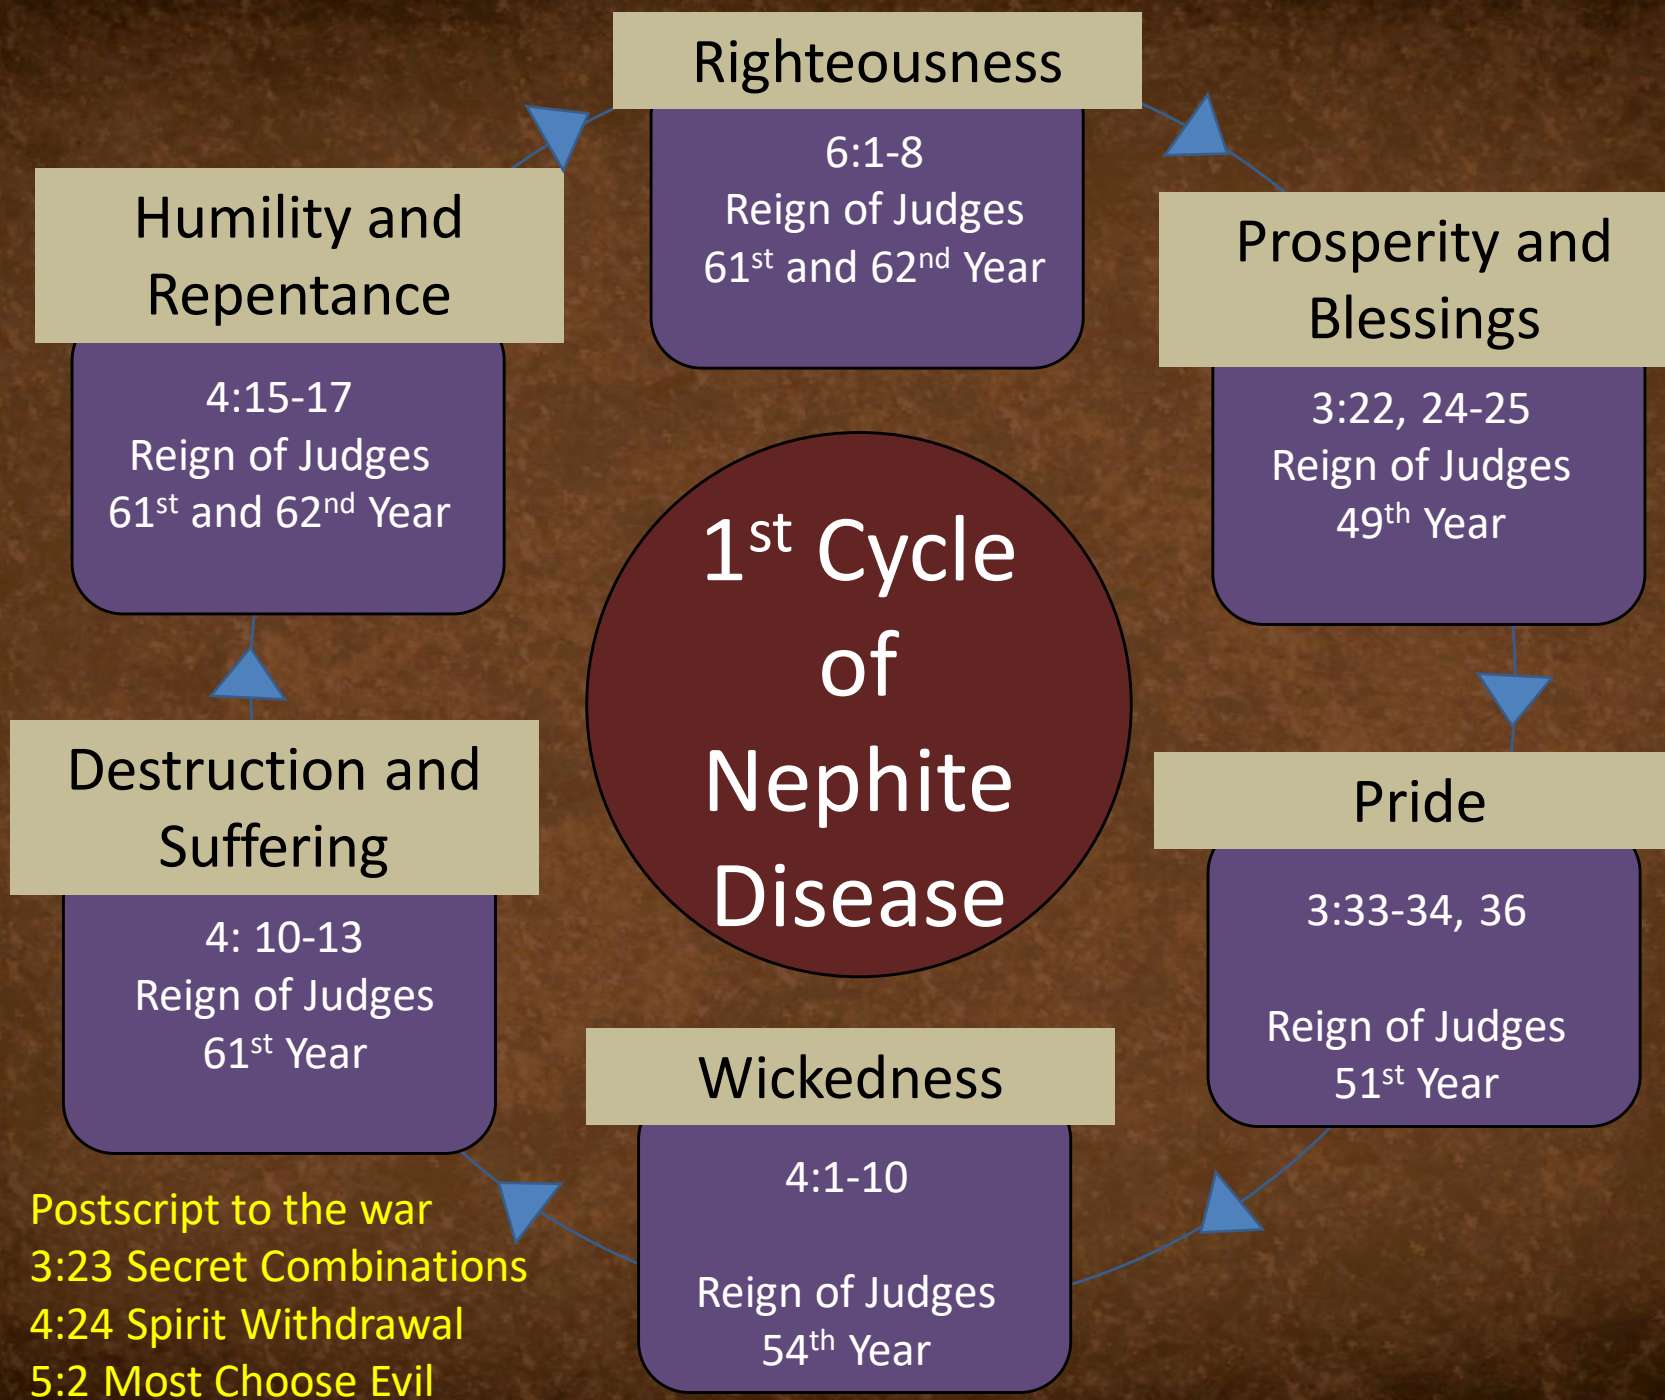 Righteousness
6:1-8
Reign of Judges
61st and 62nd Year
Prosperity and
Blessings
3:22, 24-25
Reign of Judges
49th Year
Pride
3:33-34, 36
Reign of Judges
51st Year
Wickedness
4:1-10
Reign of Judges
54th Year
Destruction and
Suffering
4: 10-13
Reign of Judges
61st Year
Humility and
Repentance
4:15-17
Reign of Judges
61st and 62nd Year
1st Cycle
of
Nephite
Disease
Postscript to the war
3:23 Secret Combinations
4:24 Spirit Withdrawal
5:2 Most Choose Evil